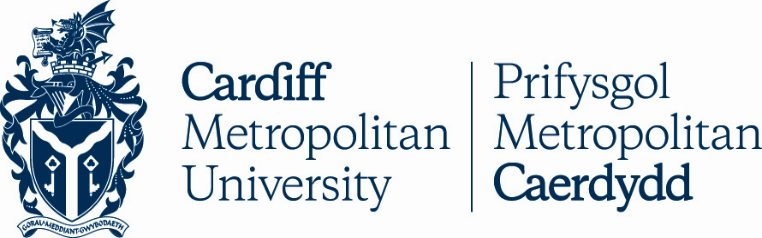 Cardiff
Metropolitan
University
Prifysgol
Metropolitan
Caerdydd
GORAU·MEDDIANT·GWYBODAETH